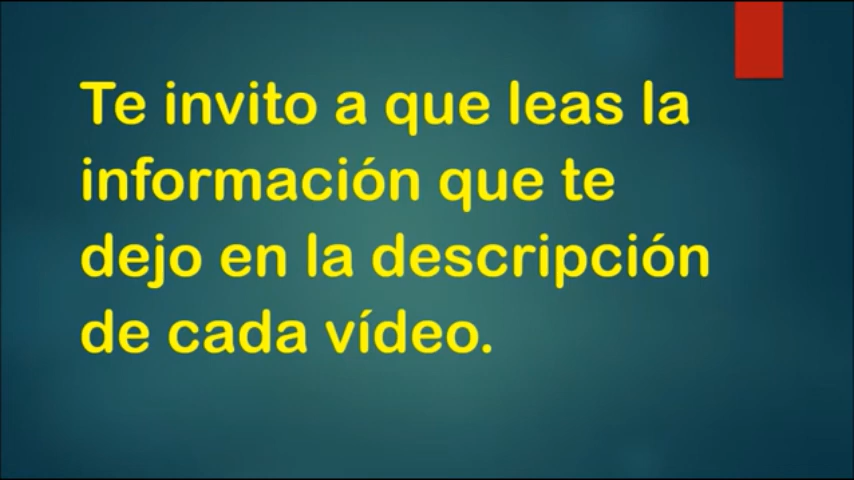 Te invito a que leas la
información que te
dejo en la descripción
de cada vídeo.